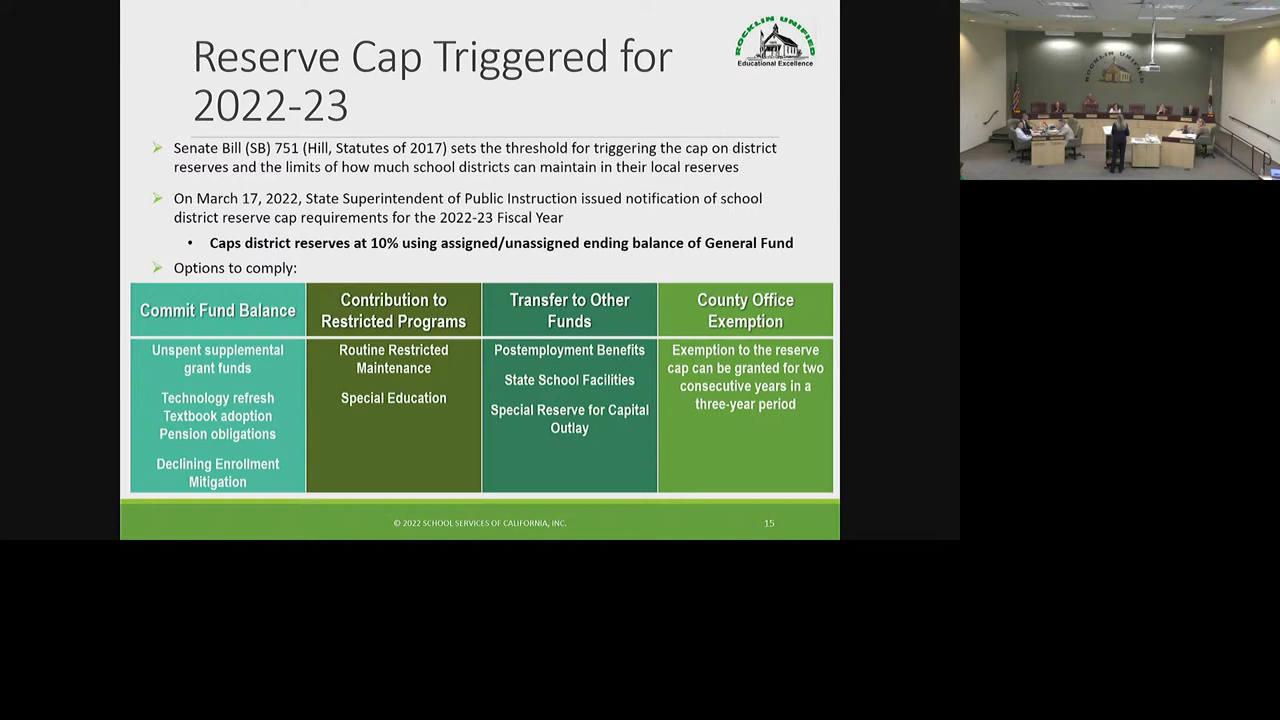 Reserve Cap Triggered for
2022-23
ROCKLIN UNIFIED
Educational Excellence
Senate Bill (SB) 751 (Hill, Statutes of 2017) sets the threshold for triggering the cap on district
reserves and the limits of how much school districts can maintain in their local reserves
On March 17, 2022, State Superintendent of Public Instruction issued notification of school
district reserve cap requirements for the 2022-23 Fiscal Year
• Caps district reserves at 10% using assigned/unassigned ending balance of General Fund
Options to comply:
Commit Fund Balance
Unspent supplemental
grant funds
Technology refresh
Textbook adoption
Pension obligations
Declining Enrollment
Mitigation
Contribution to
Restricted Programs
Routine Restricted
Maintenance
Special Education
Transfer to Other
Funds
Postemployment Benefits
State School Facilities
Special Reserve for Capital
Outlay
County Office
Exemption
Exemption to the reserve
cap can be granted for two
consecutive years in a
three-year period
© 2022 SCHOOL SERVICES OF CALIFORNIA, INC.
15
ROCKLIN UNIFIED